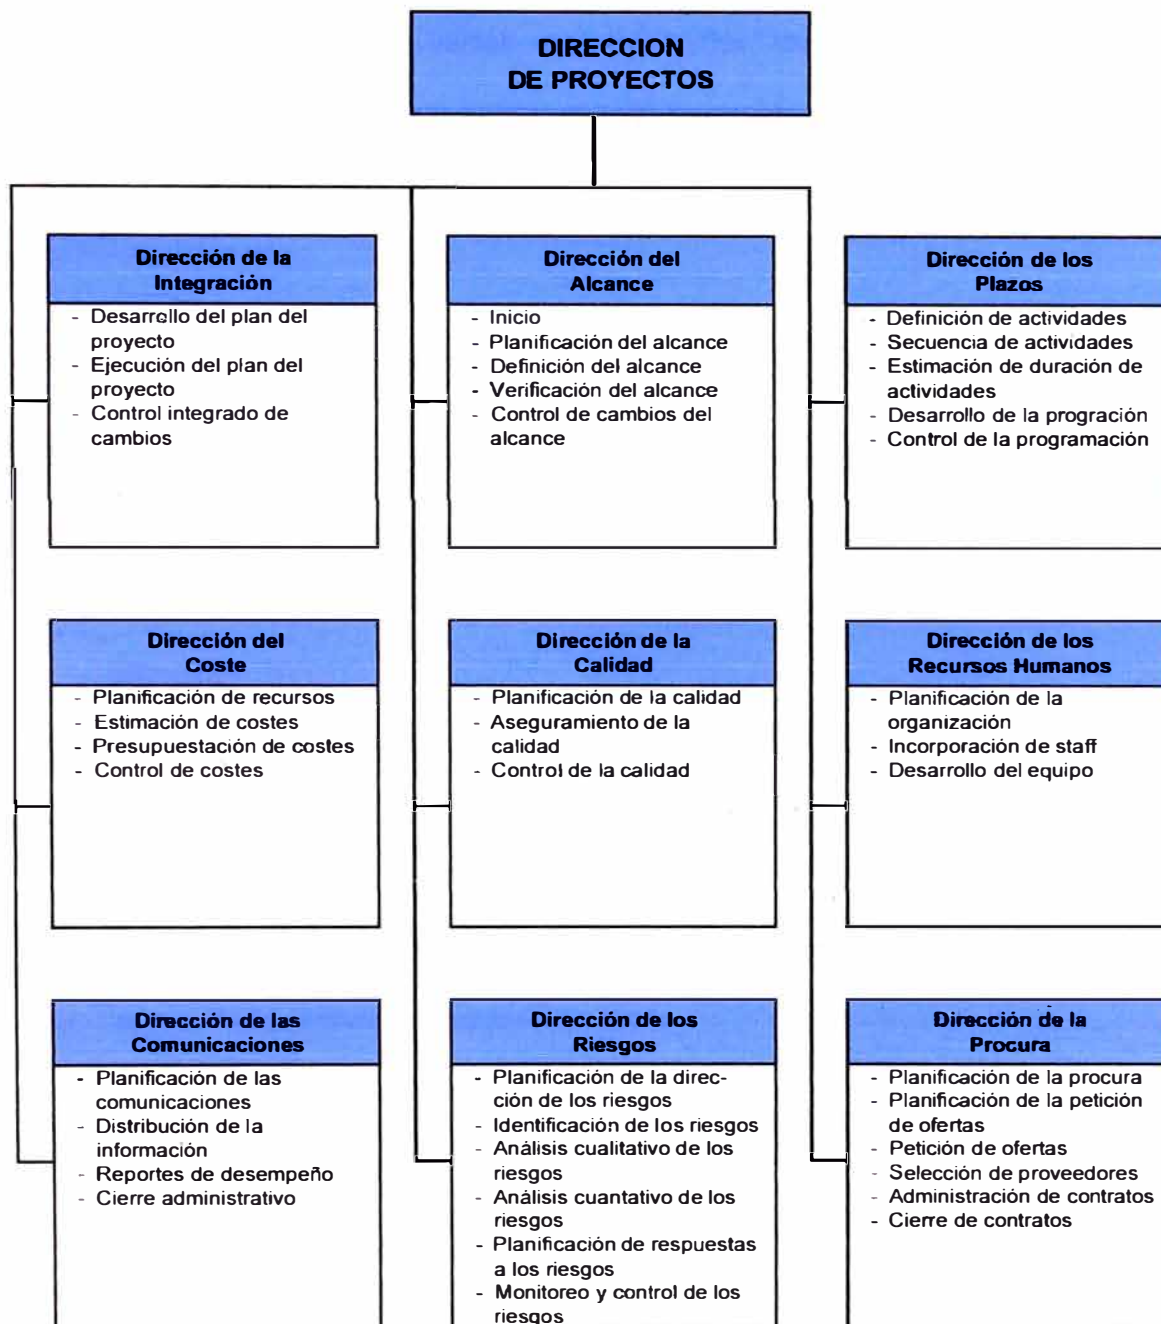 DIRECCION
DE PROYECTOS
Dirección de la
Integración
- Desarrollo del plan del
proyecto
- Ejecución del plan del
proyecto
- Control integrado de
cambios
Dirección del
Alcance
- Inicio
- Planificación del alcance
- Definición del alcance
- Verificación del alcance
- Control de cambios del
alcance
Dirección de los
Plazos
- Definición de actividades
- Secuencia de actividades
- Estimación de duración de
actividades
- Desarrollo de la progración
- Control de la programación
Dirección del
Coste
- Planificación de recursos
- Estimación de costes
- Presupuestación de costes
- Control de costes
Dirección de la
Calidad
- Planificación de la calidad
- Aseguramiento de la
calidad
- Control de la calidad
Dirección de los
Recursos Humanos
- Planificación de la
organización
- Incorporación de staff
- Desarrollo del equipo
Dirección de las
Comunicaciones
- Planificación de las
comunicaciones
- Distribución de la
información
- Reportes de desempeño
- Cierre administrativo
Dirección de los
Riesgos
- Planificación de la direc-
ción de los riesgos
- Identificación de los riesgos
- Análisis cualitativo de los
riesgos
- Análisis cuantativo de los
riesgos
- Planificación de respuestas
a los riesgos
- Monitoreo y control de los
riesgos
Dirección de la
Procura
- Planificación de la procura
- Planificación de la petición
de ofertas
- Petición de ofertas
- Selección de proveedores
- Administración de contratos
- Cierre de contratos